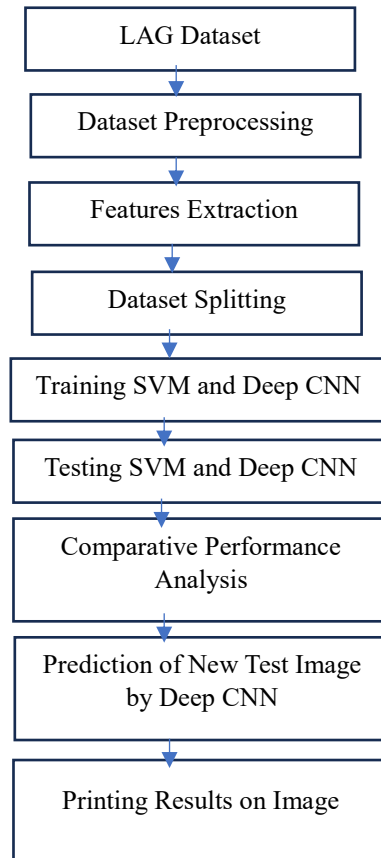 LAG Dataset
Dataset Preprocessing
Features Extraction
Dataset Splitting
Training SVM and Deep CNN
Testing SVM and Deep CNN
Comparative Performance
Analysis
Prediction of New Test Image
by Deep CNN
Printing Results on Image